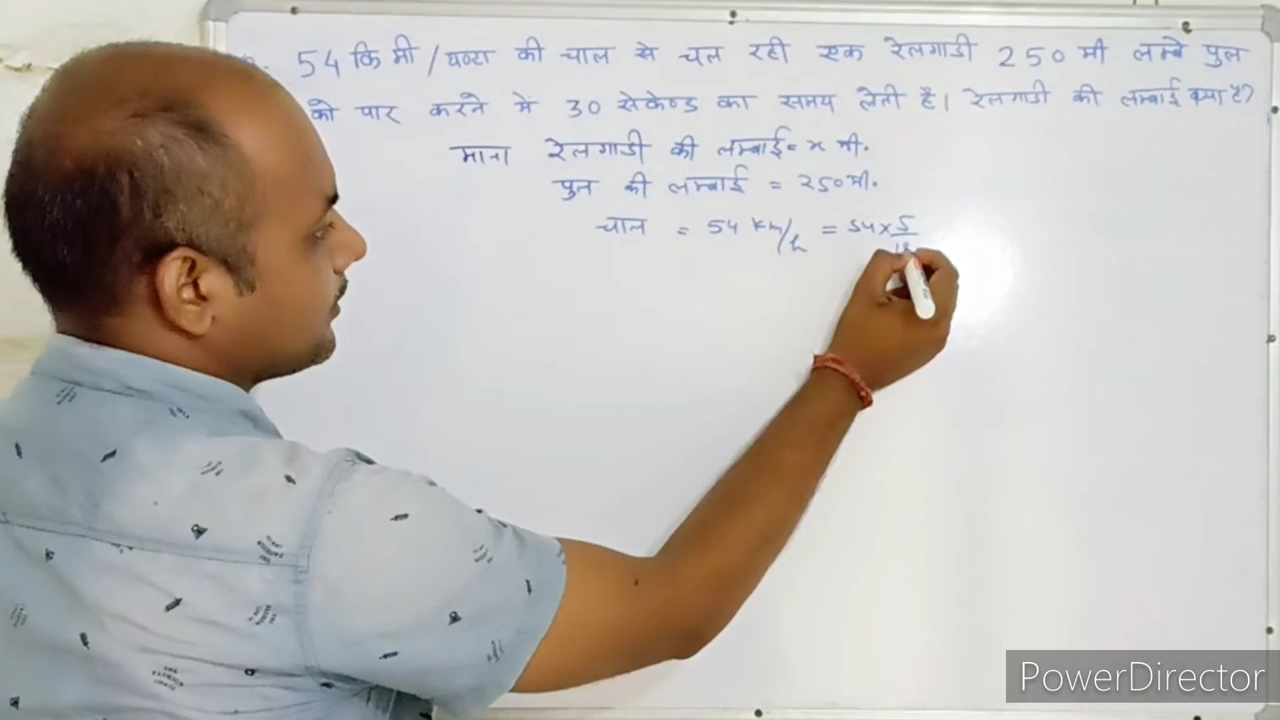 54 कि मी / घण्टा की चाल से चल रही एक रेलगाडी 250 मी लम्बे पुल
को पार करने में 30 सेकेण्ड का समय लेती है। रेलगाडी की लम्बाई क्या है?
माना रेलगाडी की लम्बाई = x मी.
पुल की लम्बाई = 250 मी.
चाल = 54 km/h = 54 × 5/18
PowerDirector